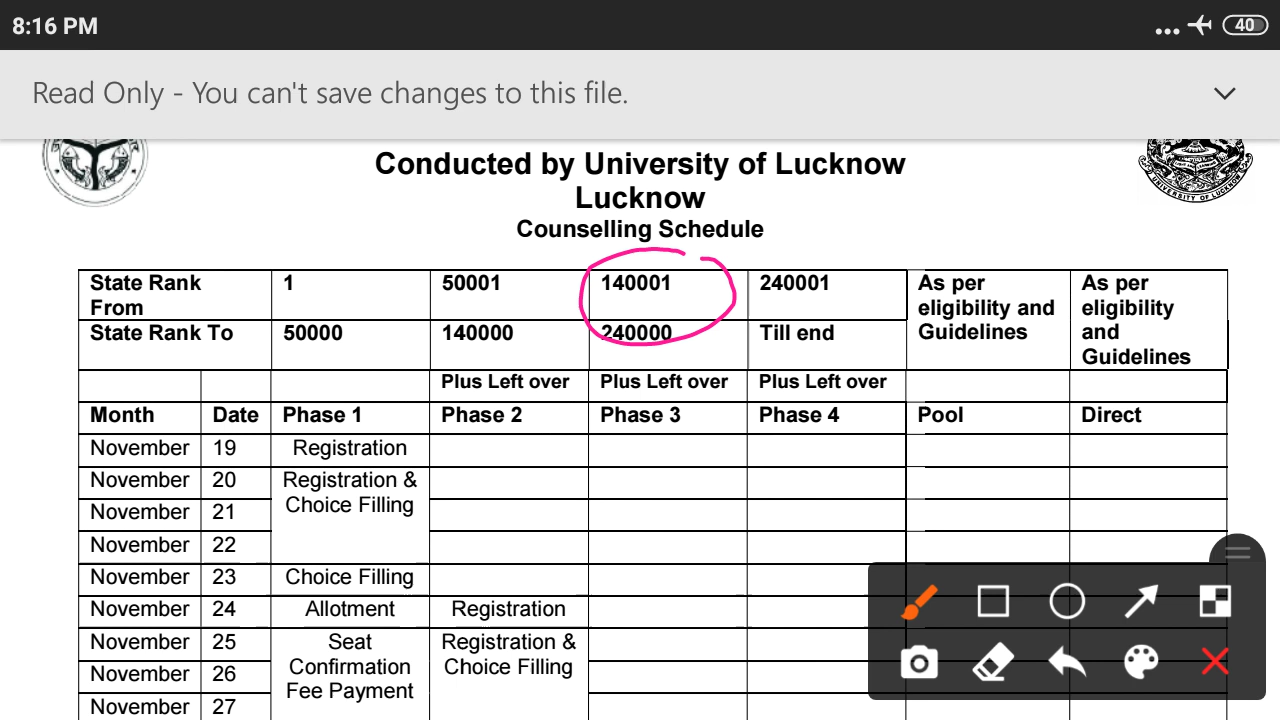 8:16 PM
40
Read Only - You can't save changes to this file.
Conducted by University of Lucknow
Lucknow
UNIVERSITY OF LUCKNOW
Counselling Schedule
State Rank From 1 50001 140001 240001 As per eligibility and Guidelines As per eligibility and Guidelines
State Rank To 50000 140000 240000 Till end
Plus Left over Plus Left over Plus Left over
Month Date Phase 1 Phase 2 Phase 3 Phase 4 Pool Direct
November 19 Registration
November 20 Registration & Choice Filling
November 21
November 22
November 23 Choice Filling
November 24 Allotment Registration
November 25 Seat Confirmation Fee Payment Registration & Choice Filling
November 26
November 27